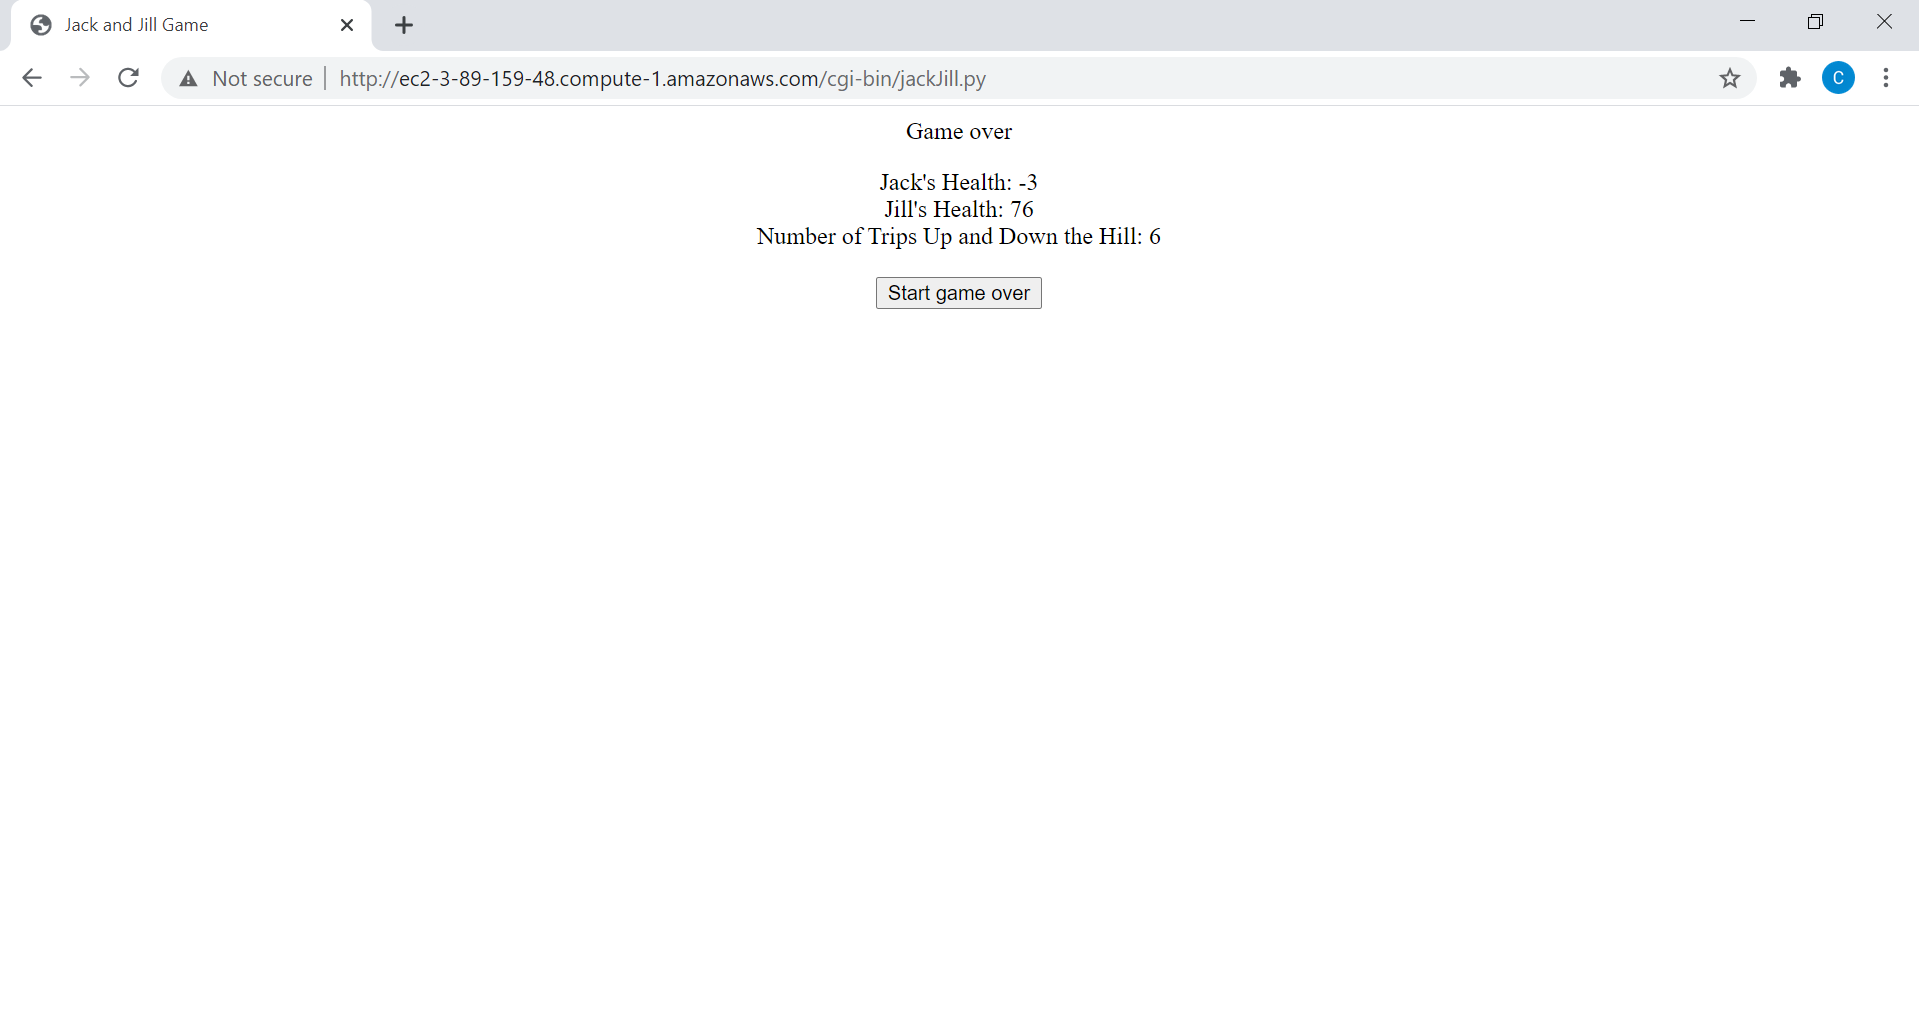 Jack and Jill Game
Not secure | http://ec2-3-89-159-48.compute-1.amazonaws.com/cgi-bin/jackJill.py
C
Game over
Jack's Health: -3
Jill's Health: 76
Number of Trips Up and Down the Hill: 6
Start game over